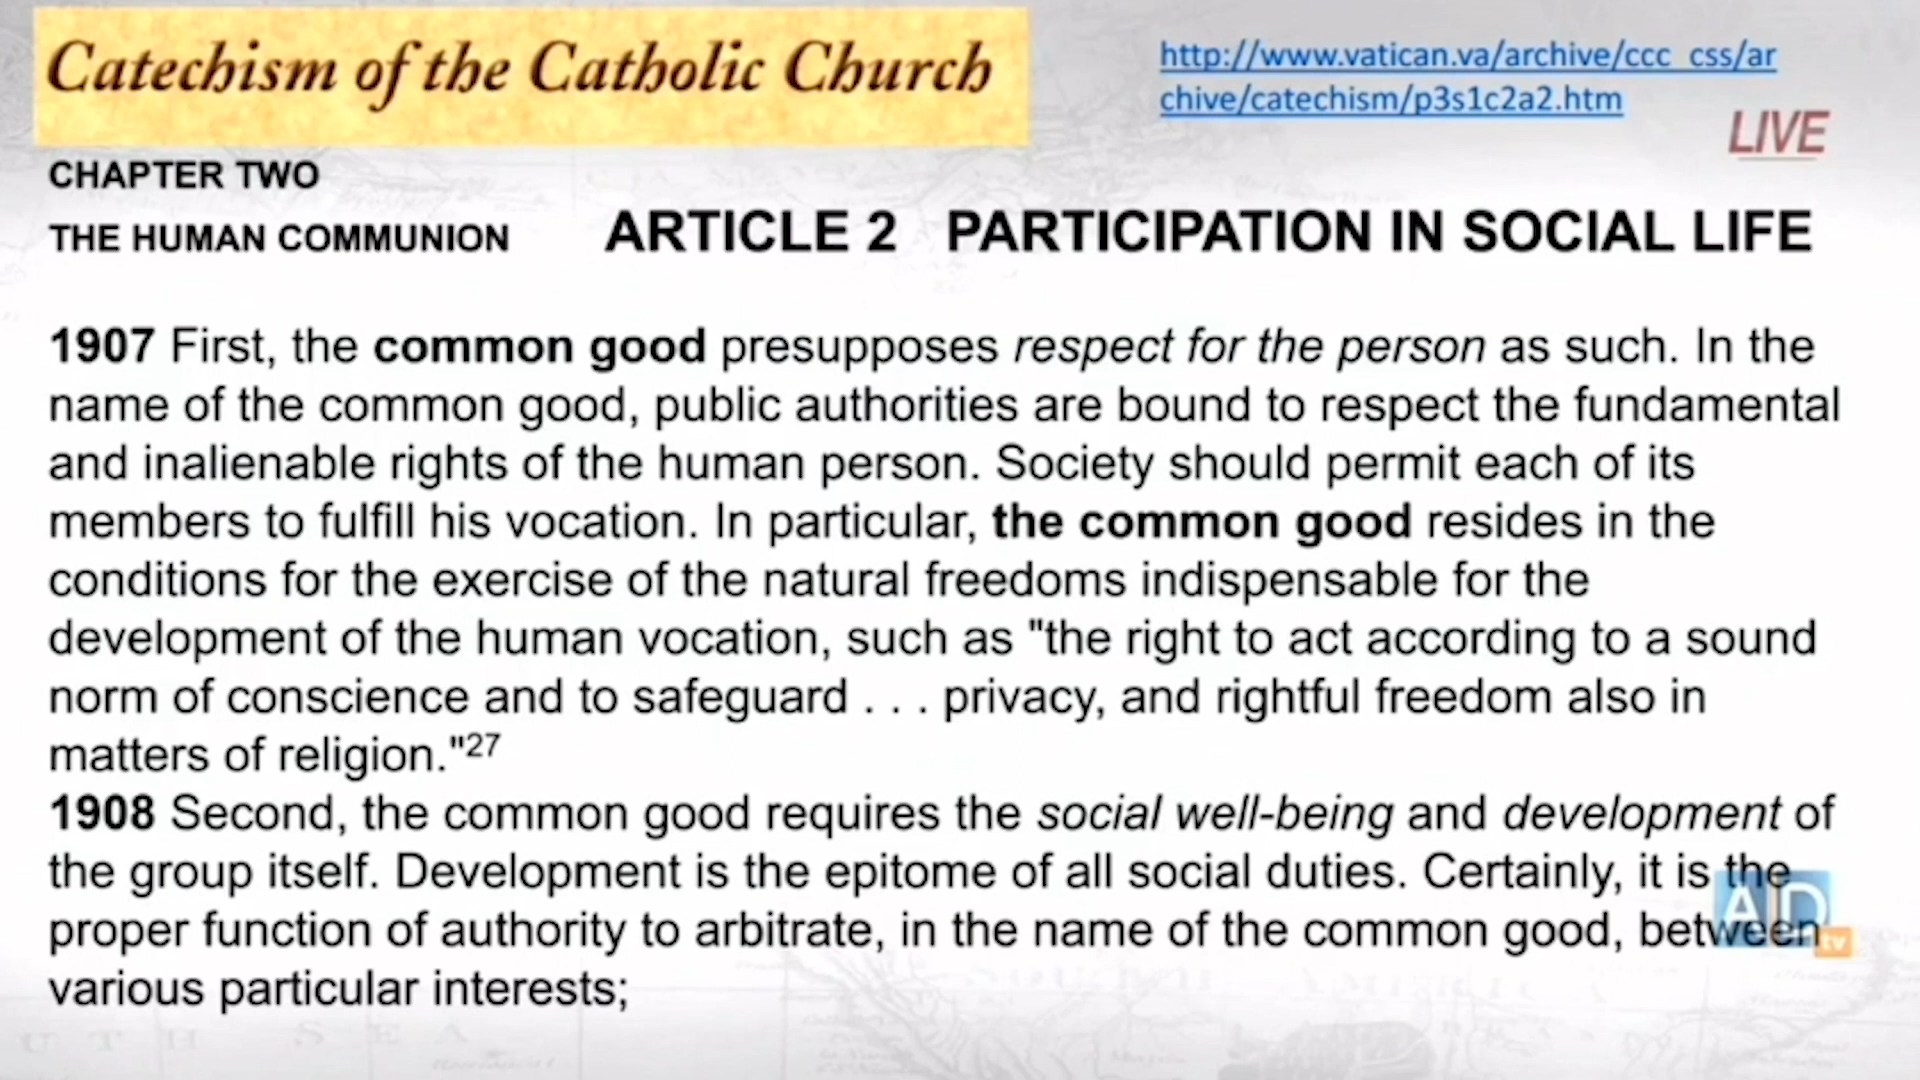 Catechism of the Catholic Church
http://www.vatican.va/archive/ccc_css/ar
chive/catechism/p3s1c2a2.htm
LIVE
CHAPTER TWO
THE HUMAN COMMUNION
ARTICLE 2 PARTICIPATION IN SOCIAL LIFE
1907 First, the common good presupposes respect for the person as such. In the
name of the common good, public authorities are bound to respect the fundamental
and inalienable rights of the human person. Society should permit each of its
members to fulfill his vocation. In particular, the common good resides in the
conditions for the exercise of the natural freedoms indispensable for the
development of the human vocation, such as "the right to act according to a sound
norm of conscience and to safeguard . . . privacy, and rightful freedom also in
matters of religion."27
1908 Second, the common good requires the social well-being and development of
the group itself. Development is the epitome of all social duties. Certainly, it is the
proper function of authority to arbitrate, in the name of the common good, between
various particular interests;
AD
tv
UTH SEA